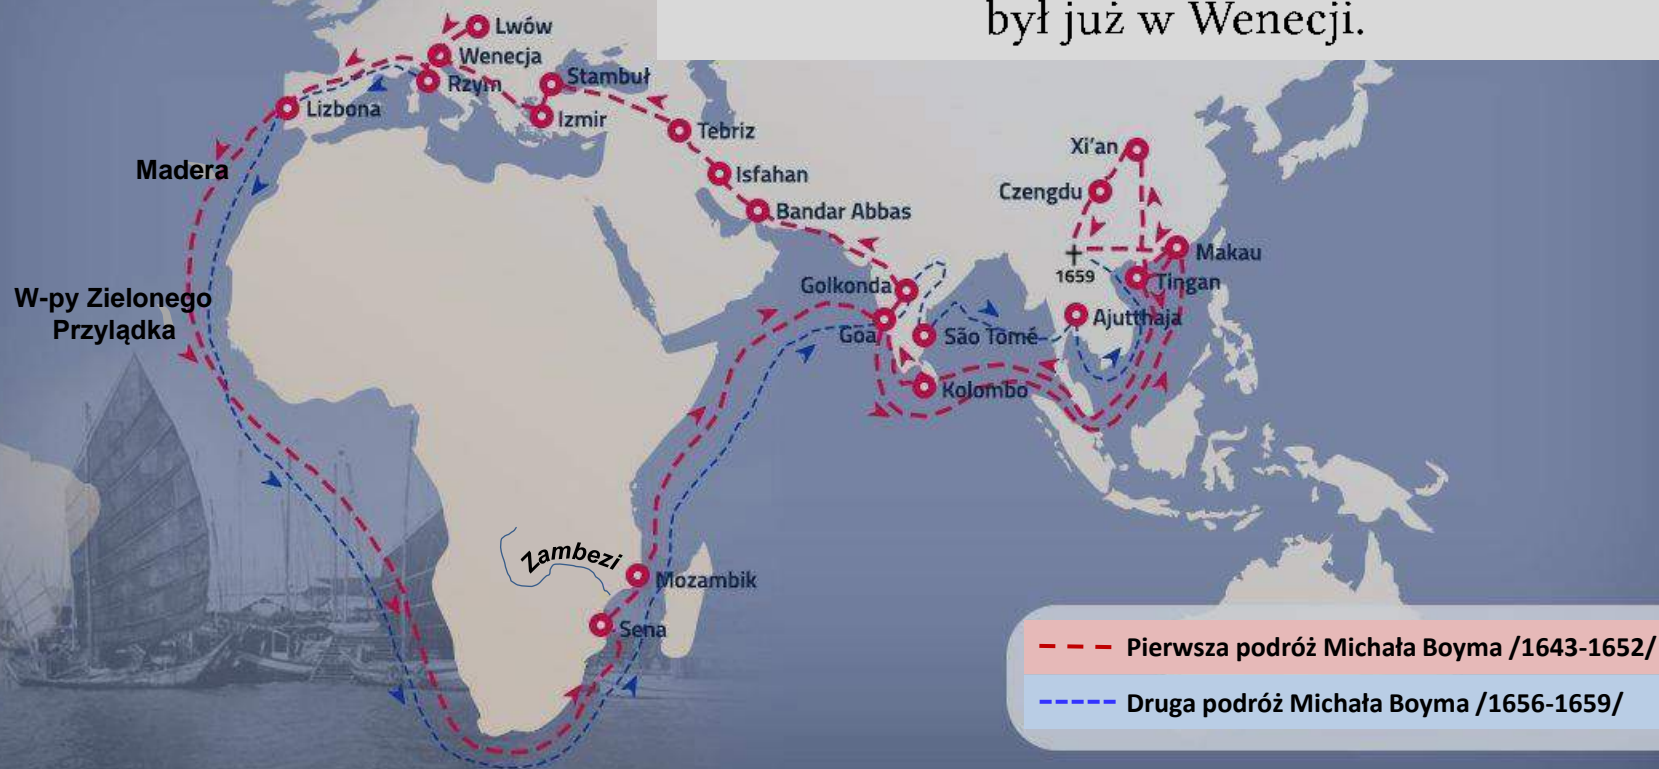 był już w Wenecji.
Lwów
Wenecja
Rzym
Stambuł
Lizbona
Izmir
Tebriz
Xi'an
Madera
Isfahan
Czengdu
Bandar Abbas
Makau
1659
Tingan
Golkonda
W-py Zielonego
Przylądka
Ajutthaja
Goa
São Tomé
Kolombo
Zambezi
Mozambik
Sena
Pierwsza podróż Michała Boyma /1643-1652/
Druga podróż Michała Boyma /1656-1659/